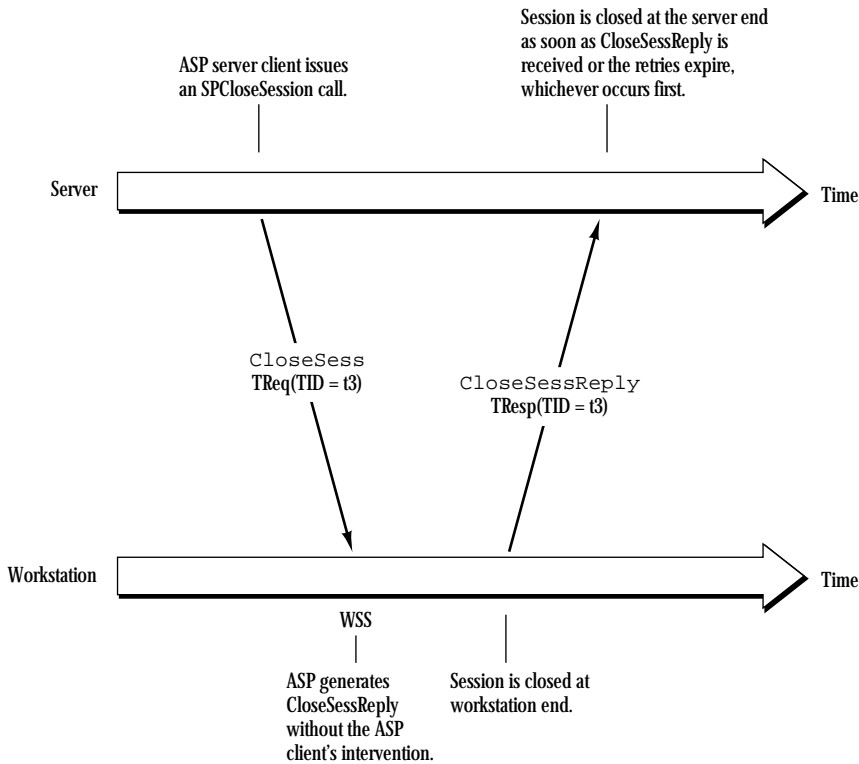 Session is closed at the server end
as soon as CloseSessReply is
received or the retries expire,
whichever occurs first.
ASP server client issues
an SPCloseSession call.
Server
Time
CloseSess
TReq(TID = t3)
CloseSessReply
TResp(TID = t3)
Workstation
Time
WSS
ASP generates
CloseSessReply
without the ASP
client's intervention.
Session is closed at
workstation end.